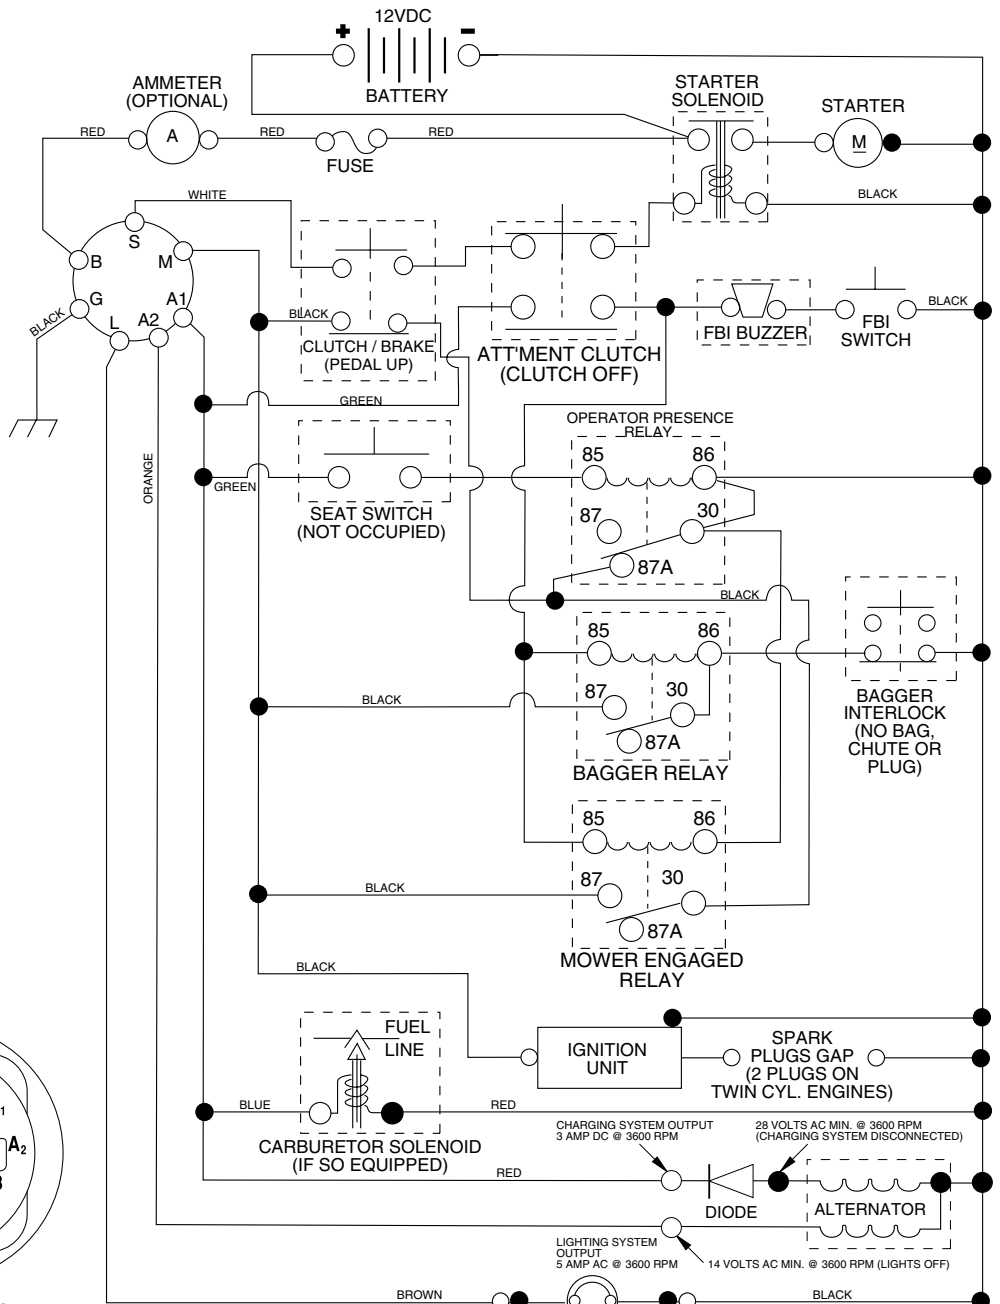 12VDC
+
-
BATTERY
AMMETER
(OPTIONAL)
STARTER
SOLENOID
STARTER
RED
A
RED
FUSE
RED
M
WHITE
BLACK
S
B
M
G
A1
L
A2
BLACK
BLACK
CLUTCH / BRAKE
(PEDAL UP)
ATT'MENT CLUTCH
(CLUTCH OFF)
FBI BUZZER
FBI
SWITCH
BLACK
GREEN
OPERATOR PRESENCE
RELAY
85
86
ORANGE
GREEN
SEAT SWITCH
(NOT OCCUPIED)
87
30
87A
BLACK
85
86
BLACK
87
30
87A
BAGGER RELAY
BAGGER
INTERLOCK
(NO BAG,
CHUTE OR
PLUG)
85
86
BLACK
87
30
87A
MOWER ENGAGED
RELAY
BLACK
FUEL
LINE
IGNITION
UNIT
SPARK
PLUGS GAP
(2 PLUGS ON
TWIN CYL. ENGINES)
BLUE
RED
CARBURETOR SOLENOID
(IF SO EQUIPPED)
CHARGING SYSTEM OUTPUT
3 AMP DC @ 3600 RPM
28 VOLTS AC MIN. @ 3600 RPM
(CHARGING SYSTEM DISCONNECTED)
1
A2
RED
DIODE
ALTERNATOR
LIGHTING SYSTEM
OUTPUT
5 AMP AC @ 3600 RPM
14 VOLTS AC MIN. @ 3600 RPM (LIGHTS OFF)
BROWN
BLACK